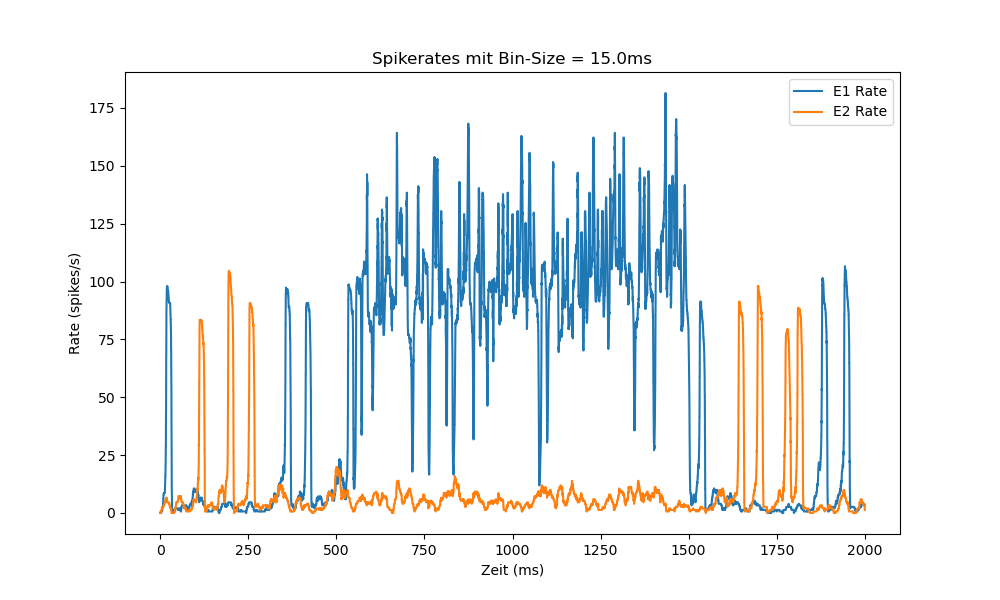 Spikerates mit Bin-Size = 15.0ms
E1 Rate
E2 Rate
175
150
125
100
75
50
25
0
Rate (spikes/s)
0 250 500 750 1000 1250 1500 1750 2000
Zeit (ms)